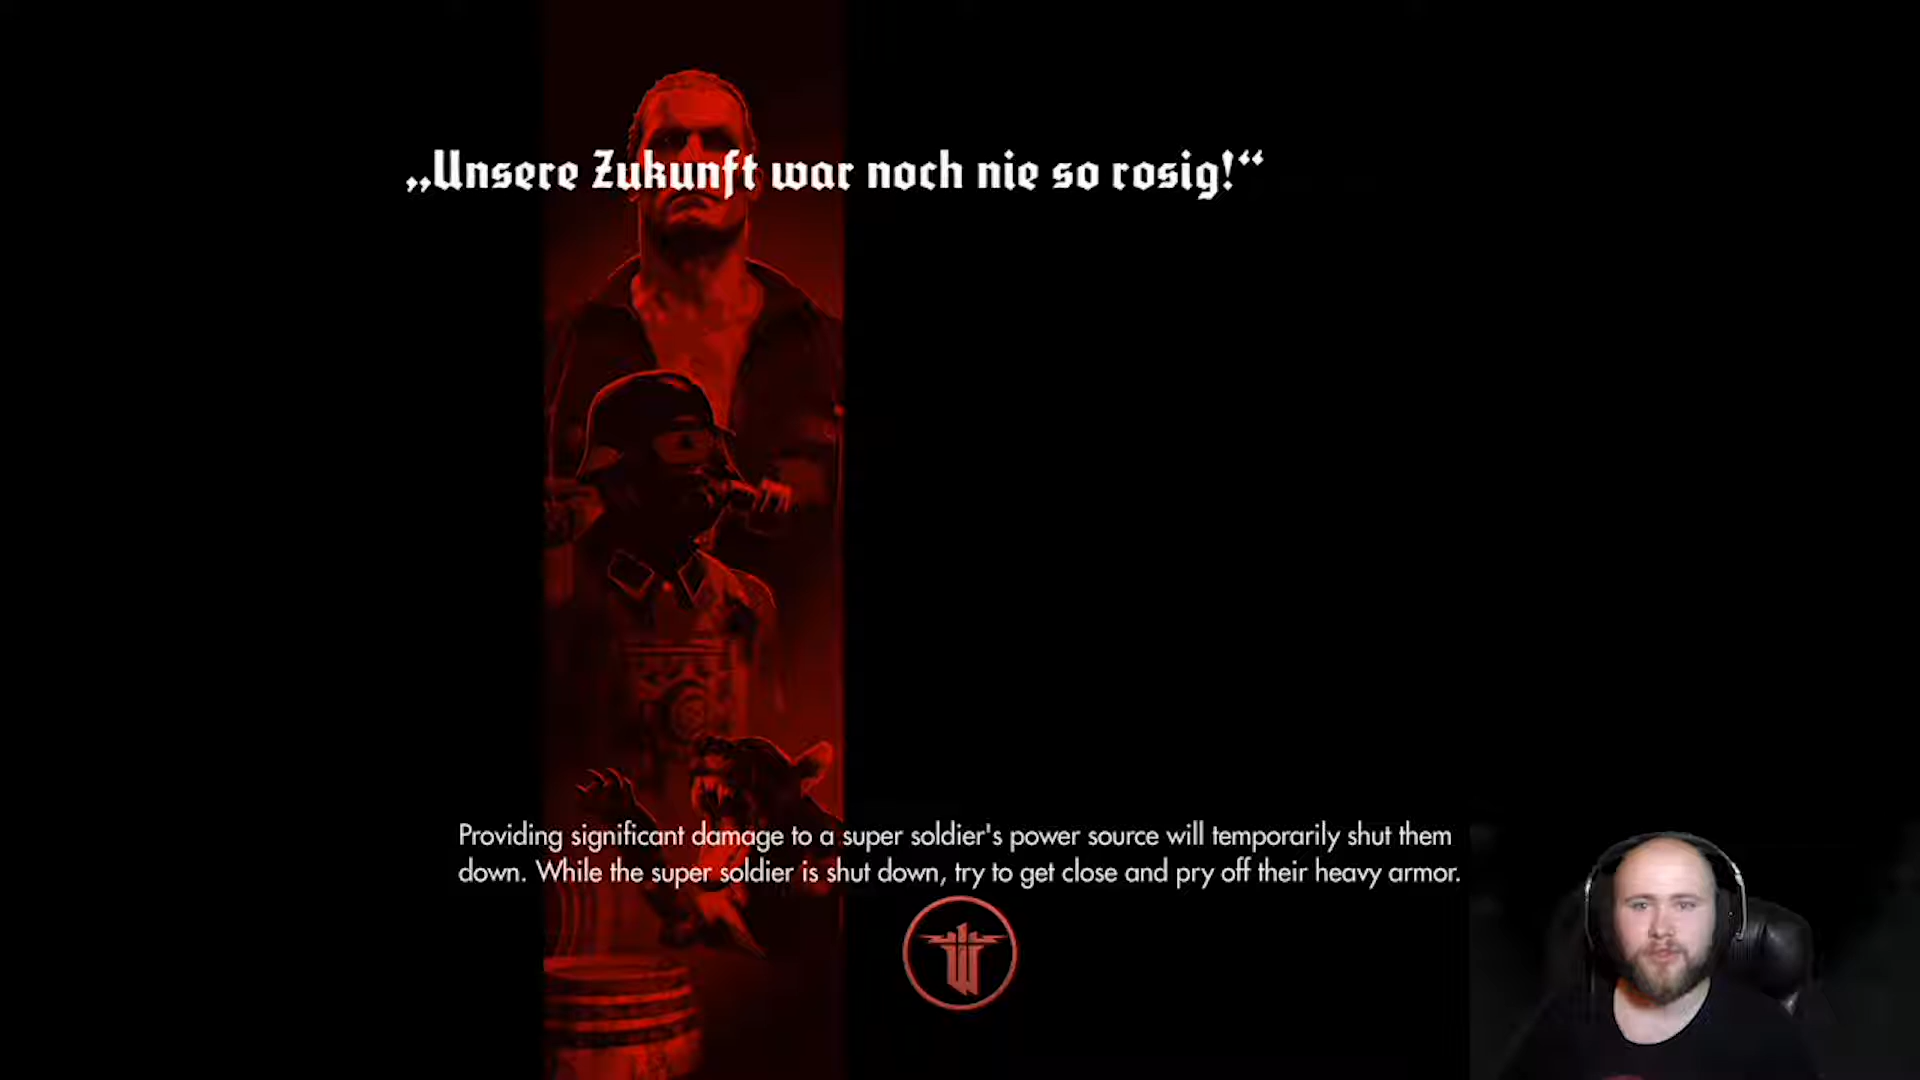 „Unsere Zukunft war noch nie so rosig!“
Providing significant damage to a super soldier's power source will temporarily shut them
down. While the super soldier is shut down, try to get close and pry off their heavy armor.